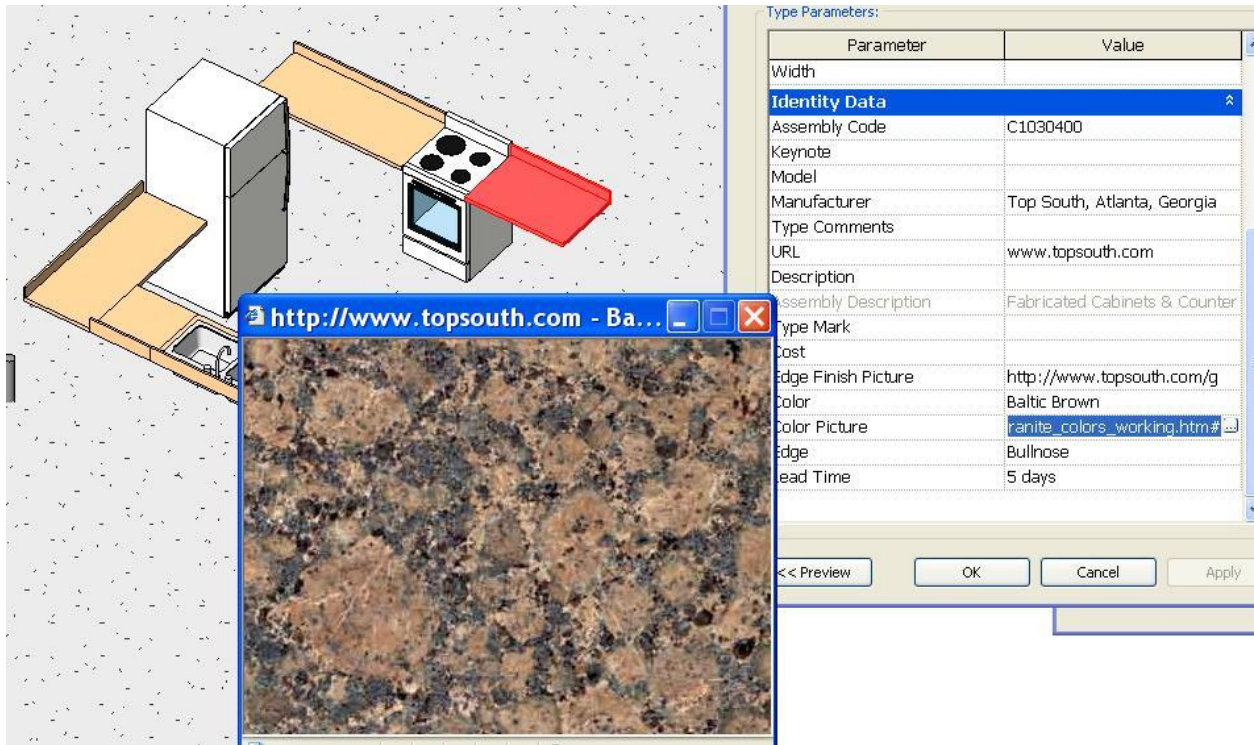 Type Parameters:
Parameter Value
Width
Identity Data
Assembly Code C1030400
Keynote
Model
Manufacturer Top South, Atlanta, Georgia
Type Comments
URL www.topsouth.com
Description
Assembly Description Fabricated Cabinets & Counter
Type Mark
Cost
Edge Finish Picture http://www.topsouth.com/g
Color Baltic Brown
Color Picture ranite_colors_working.htm# ...
Edge Bullnose
Lead Time 5 days
<< Preview OK Cancel Apply
http://www.topsouth.com - Ba...